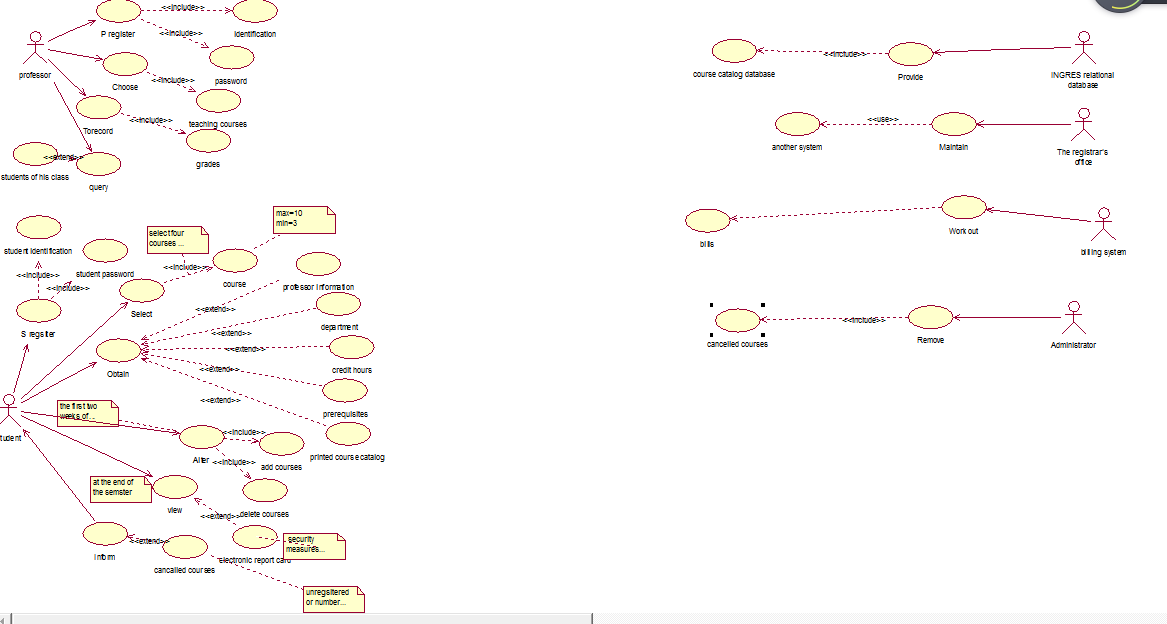 <<include>>
P register
identification
<<include>>
professor
password
<<include>>
Choose
teaching courses
<<include>>
Torecord
grades
<<extend>>
students of his class
query
course catalog database
<<include>>
Provide
INGRES relational
database
another system
<<use>>
Maintain
The registrar's
office
bills
Work out
billing system
cancelled courses
<<include>>
Remove
Administrator
max=10
min=3
select four
courses ...
student identification
student password
<<include>>
course
<<include>>
<<include>>
professor information
Select
<<extend>>
S register
department
<<extend>>
<<extend>>
Obtain
credit hours
<<extend>>
prerequisites
<<extend>>
the first two
weeks of...
tudent
<<include>>
Alter
add courses
printed course catalog
<<include>>
at the end of
the semster
view
delete courses
<<extend>>
security
measures...
Inform
<<extend>>
electronic report card
cancalled courses
unregsitered
or number...